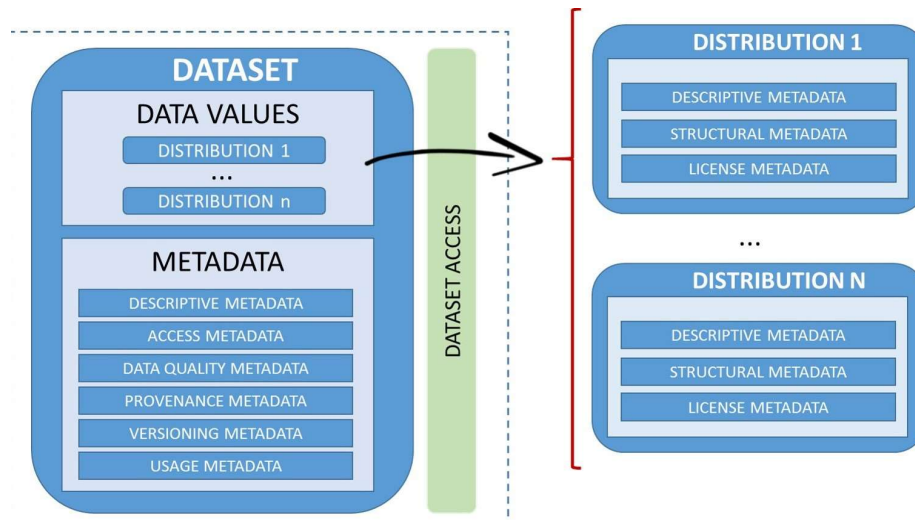 DATASET
DATA VALUES
DISTRIBUTION 1
...
DISTRIBUTION n
METADATA
DESCRIPTIVE METADATA
ACCESS METADATA
DATA QUALITY METADATA
PROVENANCE METADATA
VERSIONING METADATA
USAGE METADATA
DATASET ACCESS
DISTRIBUTION 1
DESCRIPTIVE METADATA
STRUCTURAL METADATA
LICENSE METADATA
...
DISTRIBUTION N
DESCRIPTIVE METADATA
STRUCTURAL METADATA
LICENSE METADATA